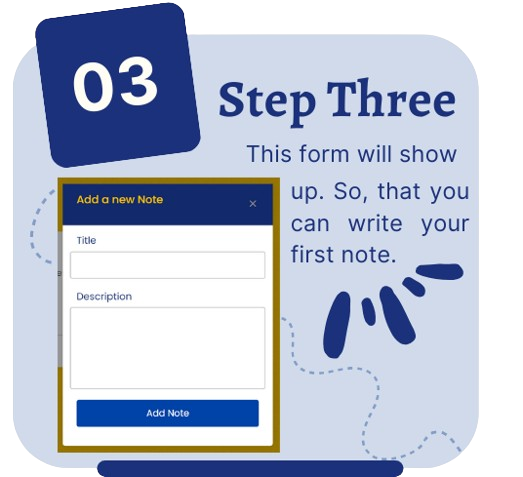 03
Step Three
This form will show
up. So, that you
can write your
first note.
Add a new Note
×
Title
Description
Add Note